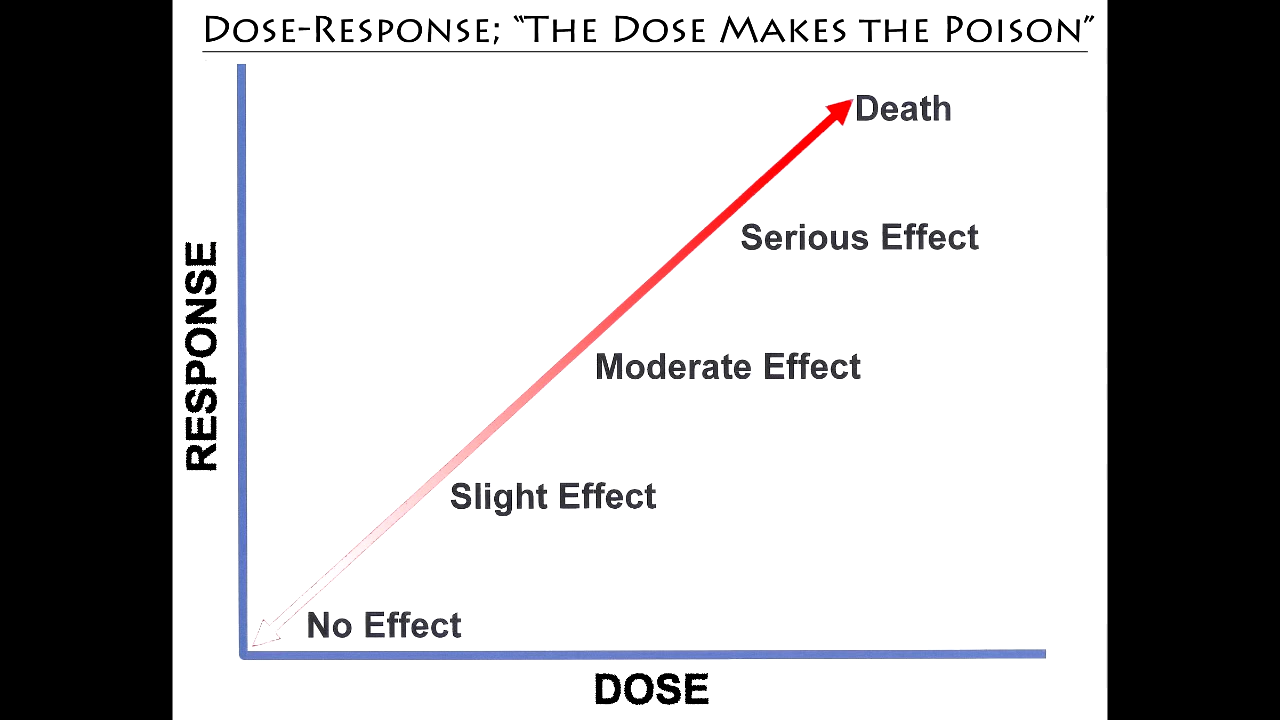 Dose-Response; “The Dose Makes the Poison”
Death
Serious Effect
Moderate Effect
Slight Effect
No Effect
RESPONSE
DOSE